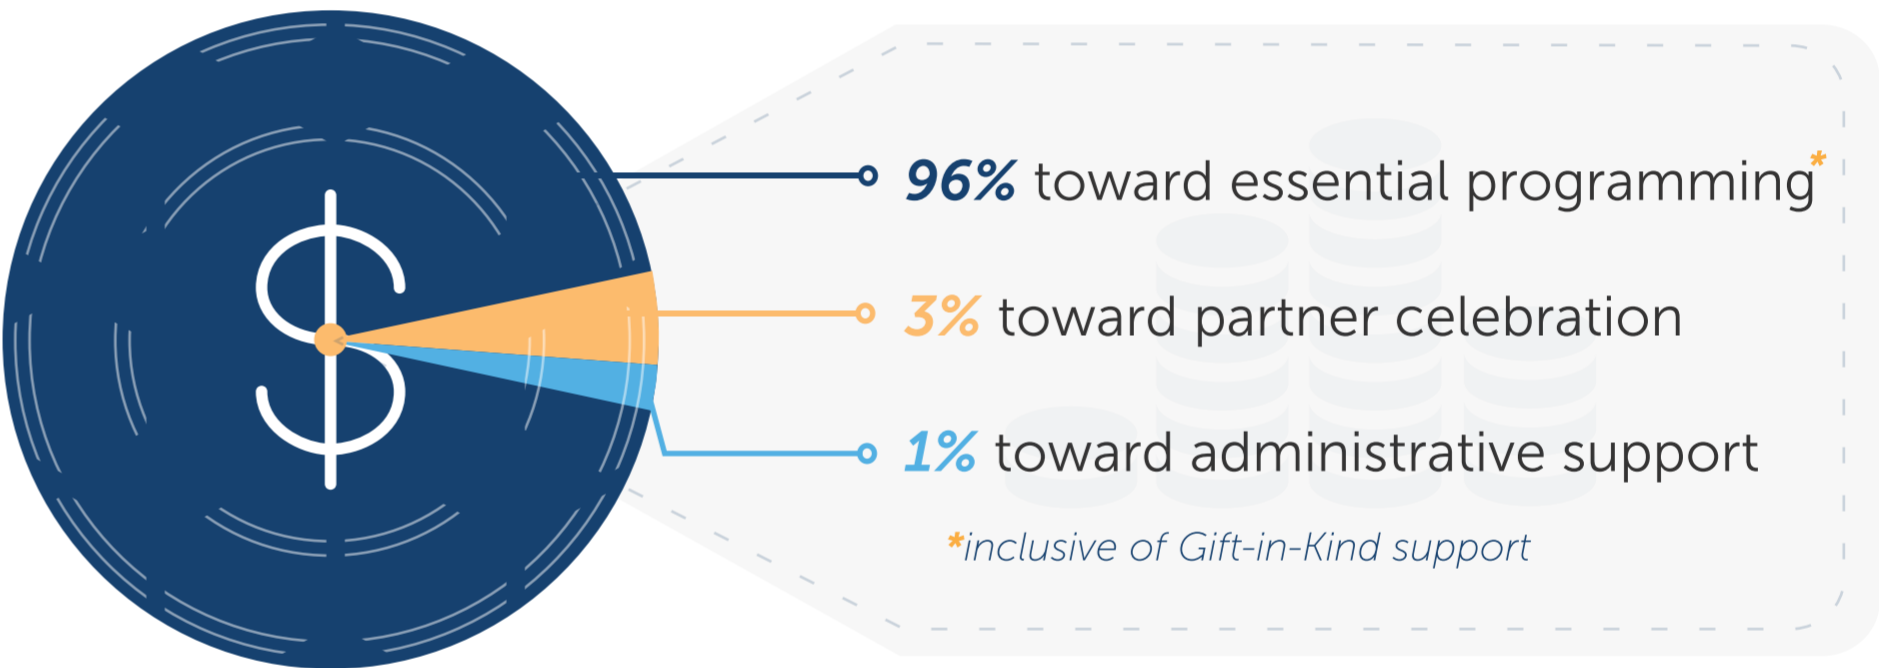 $
96% toward essential programming*
3% toward partner celebration
1% toward administrative support
*inclusive of Gift-in-Kind support